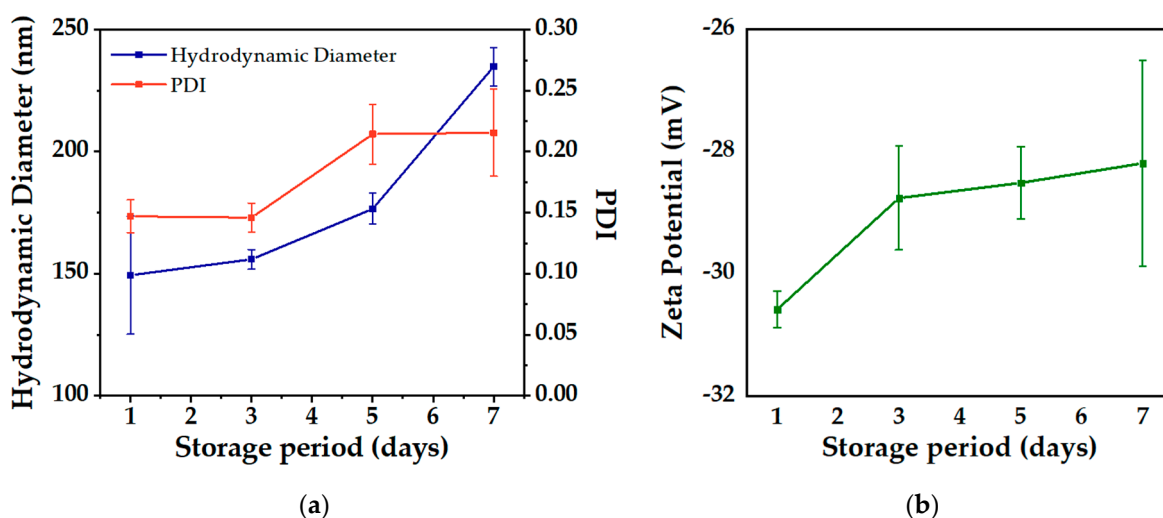 Hydrodynamic Diameter (nm)
250
200
150
100
Hydrodynamic Diameter
PDI
0.30
0.25
0.20
0.15
0.10
0.05
0.00
PDI
1 2 3 4 5 6 7
Storage period (days)
(a)
Zeta Potential (mV)
-26
-28
-30
-32
1 2 3 4 5 6 7
Storage period (days)
(b)